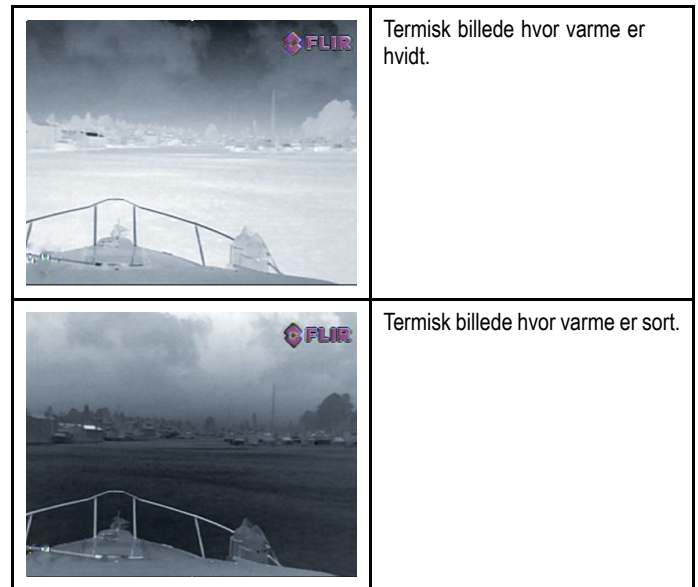 FLIR
Termisk billede hvor varme er
hvidt.
FLIR
Termisk billede hvor varme er sort.